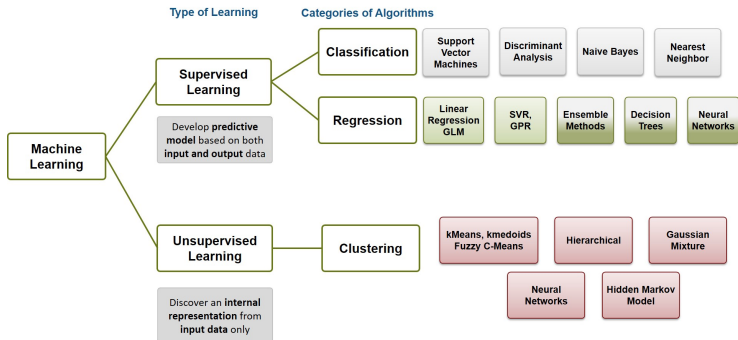 Type of Learning
Categories of Algorithms
Machine
Learning
Supervised
Learning
Develop predictive
model based on both
input and output data
Classification
Support
Vector
Machines
Discriminant
Analysis
Naive Bayes
Nearest
Neighbor
Regression
Linear
Regression
GLM
SVR,
GPR
Ensemble
Methods
Decision
Trees
Neural
Networks
Unsupervised
Learning
Discover an internal
representation from
input data only
Clustering
kMeans, kmedoids
Fuzzy C-Means
Hierarchical
Gaussian
Mixture
Neural
Networks
Hidden Markov
Model